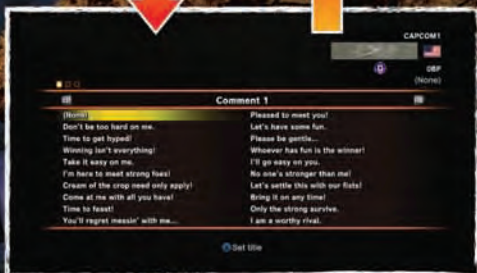 CAPCOM1
0BP
(None)
Comment 1
(None)
Don't be too hard on me.
Time to get hyped!
Winning isn't everything!
Take it easy on me.
I'm here to meet strong foes!
Cream of the crop need only apply!
Come at me with all you have!
Time to feast!
You'll regret messin' with me...
Pleased to meet you!
Let's have some fun.
Please be gentle...
Whoever has fun is the winner!
I'll go easy on you.
No one's stronger than me!
Let's settle this with our fists!
Bring it on any time!
Only the strong survive.
I am a worthy rival.
Set title